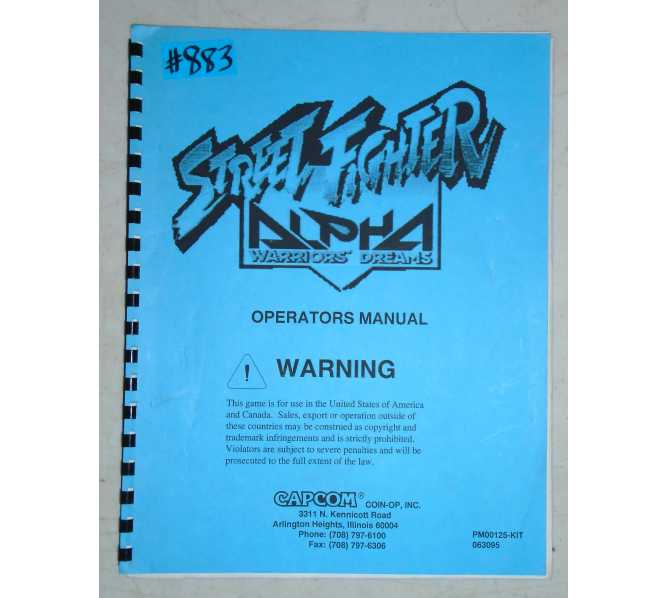 #883
STREET FIGHTER
ALPHA
WARRIORS' DREAMS
OPERATORS MANUAL
! WARNING
This game is for use in the United States of America
and Canada. Sales, export or operation outside of
these countries may be construed as copyright and
trademark infringements and is strictly prohibited.
Violators are subject to severe penalties and will be
prosecuted to the full extent of the law.
CAPCOM® COIN-OP, INC.
3311 N. Kennicott Road
Arlington Heights, Illinois 60004
Phone: (708) 797-6100
Fax: (708) 797-6306
PM00125-KIT
063095